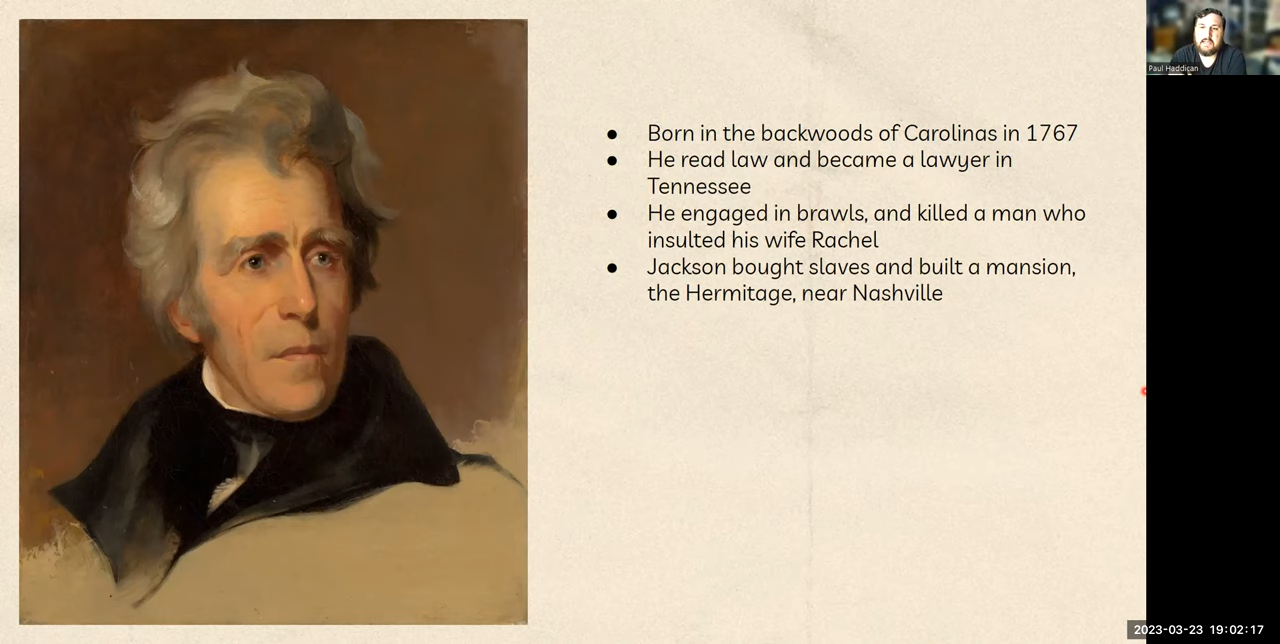 ● Born in the backwoods of Carolinas in 1767
● He read law and became a lawyer in
Tennessee
● He engaged in brawls, and killed a man who
insulted his wife Rachel
● Jackson bought slaves and built a mansion,
the Hermitage, near Nashville
Paul Haddican
2023-03-23 19:02:17